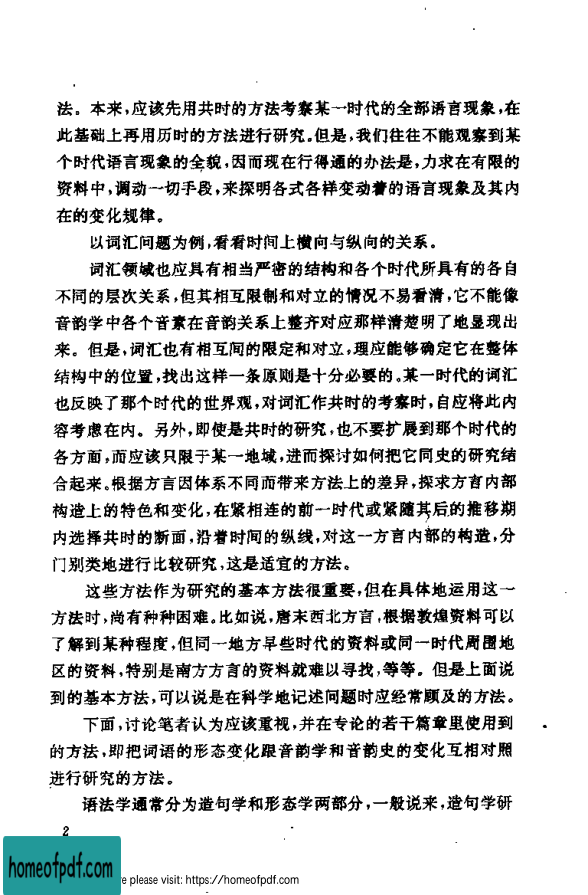 法。本来，应该先用共时的方法考察某一时代的全部语言现象，在
此基础上再用历时的方法进行研究。但是，我们往往不能观察到某
个时代语言现象的全貌，因而现在行得通的办法是，力求在有限的
资料中，调动一切手段，来探明各式各样变动着的语言现象及其内
在的变化规律。
以词汇问题为例，看看时间上横向与纵向的关系。
词汇领域也应具有相当严密的结构和各个时代所具有的各自
不同的层次关系，但其相互限制和对立的情况不易看清，它不能像
音韵学中各个音素在音韵关系上整齐对应那样清楚明了地显现出
来。但是，词汇也有相互间的限定和对立，理应能够确定它在整体
结构中的位置，找出这样一条原则是十分必要的。某一时代的词汇
也反映了那个时代的世界观，对词汇作共时的考察时，自应将此内
容考虑在内。另外，即使是共时的研究，也不要扩展到那个时代的
各方面，而应该只限于某一地域，进而探讨如何把它同史的研究结
合起来。根据方言因体系不同而带来方法上的差异，探求方言内部
构造上的特色和变化，在紧相连的前一时代或紧随其后的推移期
内选择共时的断面，沿着时间的纵线，对这一方言内部的构造，分
门别类地进行比较研究，这是适宜的方法。
这些方法作为研究的基本方法很重要，但在具体地运用这一
方法时，尚有种种困难。比如说，唐末西北方言，根据敦煌资料可以
了解到某种程度，但同一地方早些时代的资料或同一时代周围地
区的资料，特别是南方方言的资料就难以寻找，等等。但是上面说
到的基本方法，可以说是在科学地记述问题时应经常顾及的方法。
下面，讨论笔者认为应该重视，并在专论的若干篇章里使用到
的方法，即把词语的形态变化跟音韵学和音韵史的变化互相对照
进行研究的方法。
语法学通常分为造句学和形态学两部分，一般说来，造句学研
2
homeofpdf.com
please visit: https://homeofpdf.com